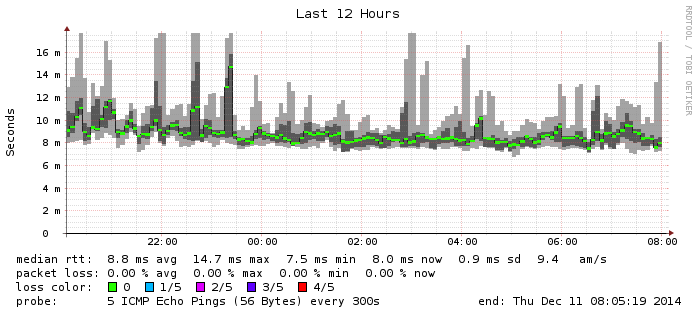 Last 12 Hours
RRDTOOL / TOBI OETIKER
Seconds
16 m
14 m
12 m
10 m
8 m
6 m
4 m
2 m
0
22:00 00:00 02:00 04:00 06:00 08:00
median rtt: 8.8 ms avg 14.7 ms max 7.5 ms min 8.0 ms now 0.9 ms sd 9.4 am/s
packet loss: 0.00 % avg 0.00 % max 0.00 % min 0.00 % now
loss color: 0 1/5 2/5 3/5 4/5
probe: 5 ICMP Echo Pings (56 Bytes) every 300s end: Thu Dec 11 08:05:19 2014